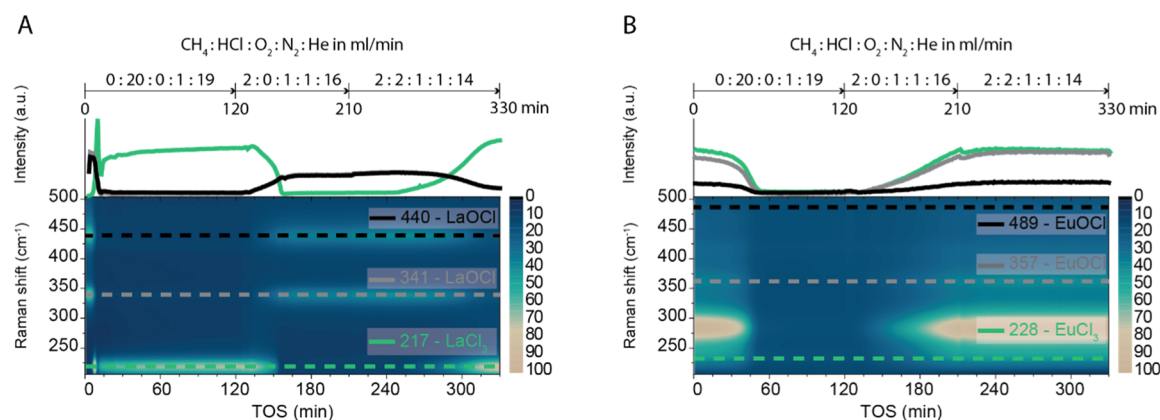 A
CH4:HCl:O2:N2:He in ml/min
0:20:0:1:19 2:0:1:1:16 2:2:1:1:14
0 120 210 330 min
Intensity (a.u.)
Raman shift (cm-1)
500
450
400
350
300
250
440 - LaOCl
341 - LaOCl
217 - LaCl3
0
10
20
30
40
50
60
70
80
90
100
0 60 120 180 240 300
TOS (min)
B
CH4:HCl:O2:N2:He in ml/min
0:20:0:1:19 2:0:1:1:16 2:2:1:1:14
0 120 210 330 min
Intensity (a.u.)
Raman shift (cm-1)
500
450
400
350
300
250
489 - EuOCl
357 - EuOCl
228 - EuCl3
0
10
20
30
40
50
60
70
80
90
100
0 60 120 180 240 300
TOS (min)